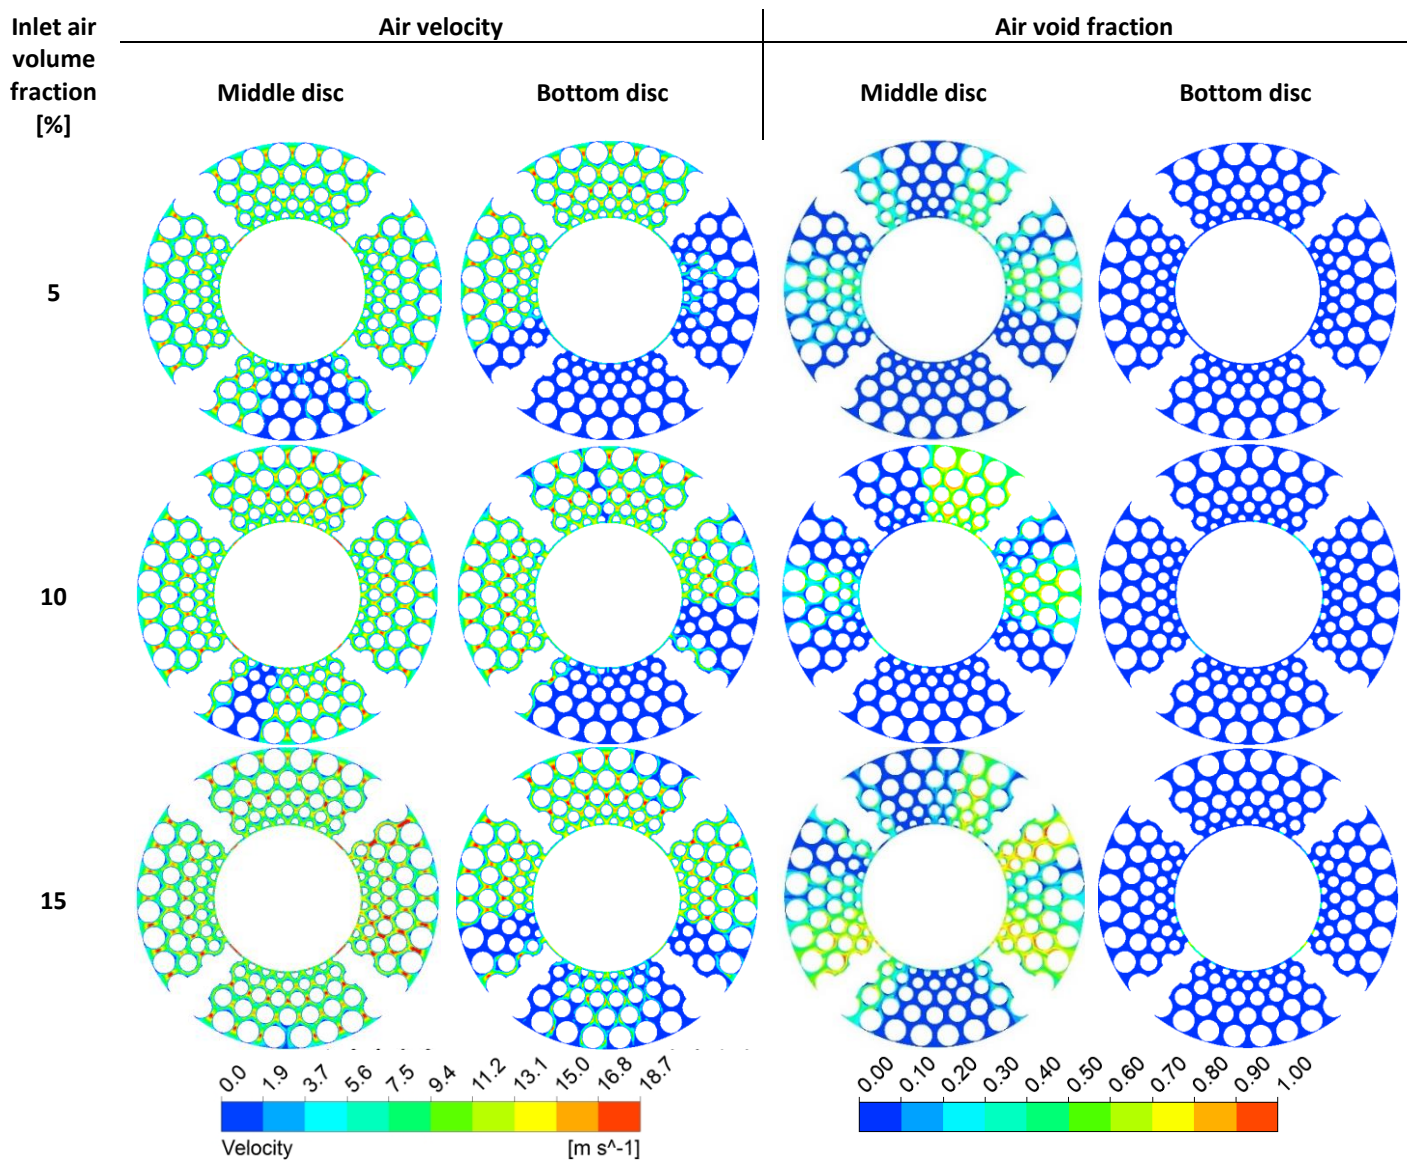 Inlet air
volume
fraction
[%]
Air velocity
Air void fraction
Middle disc
Bottom disc
Middle disc
Bottom disc
5
10
15
0.0
1.9
3.7
5.6
7.5
9.4
11.2
13.1
15.0
16.8
18.7
Velocity
[m s^-1]
0.00
0.10
0.20
0.30
0.40
0.50
0.60
0.70
0.80
0.90
1.00